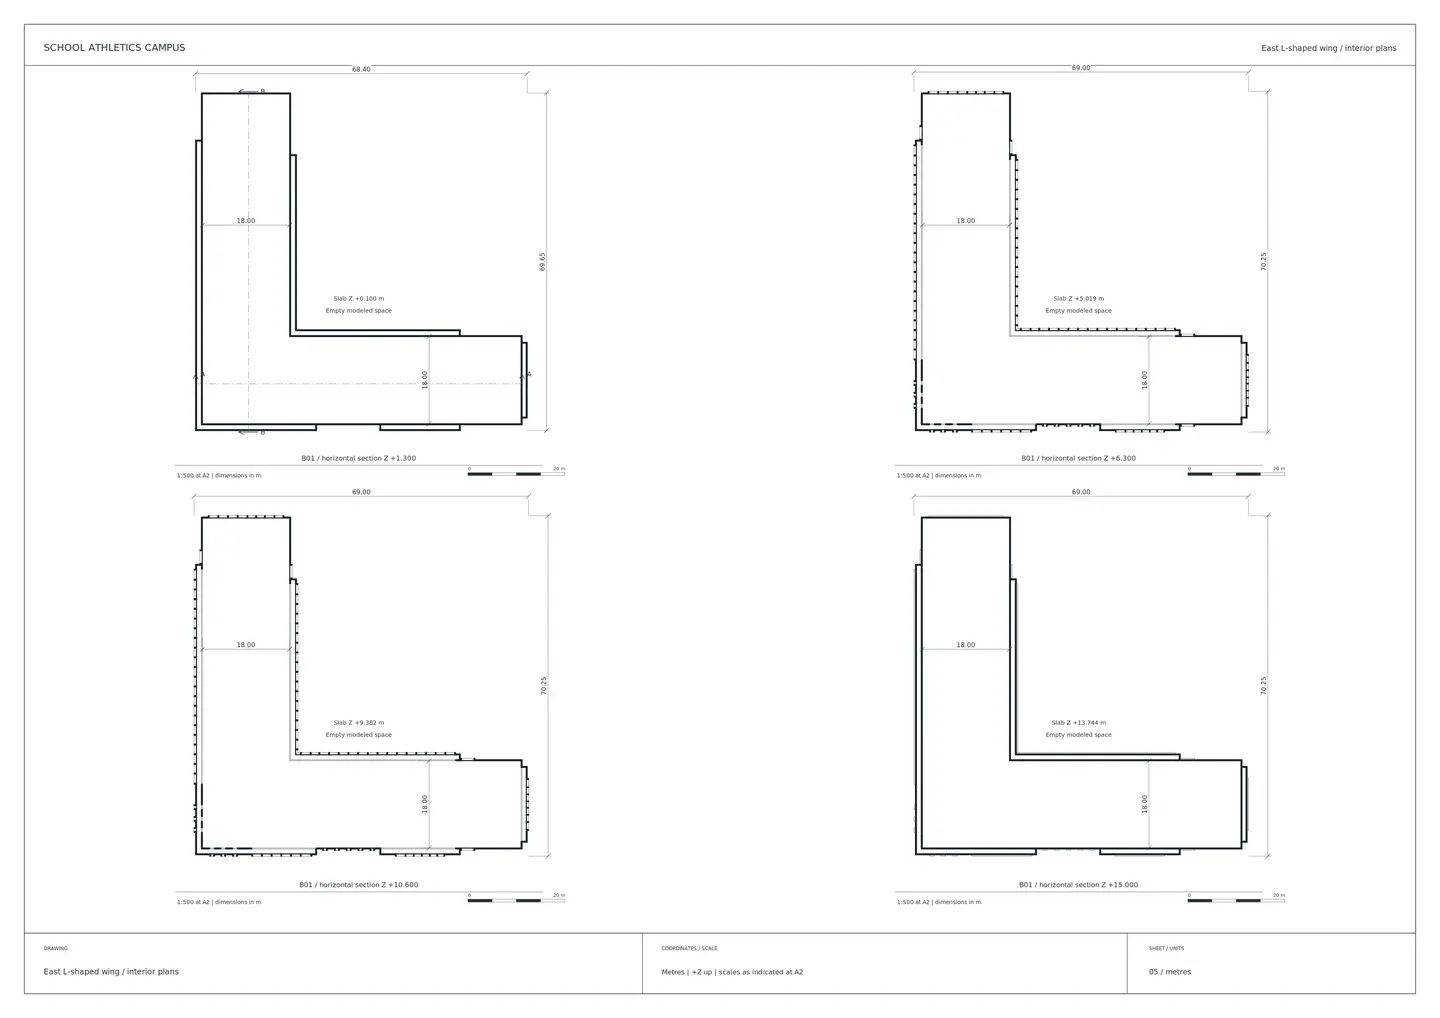 SCHOOL ATHLETICS CAMPUS
East L-shaped wing / interior plans
68.40
B
18.00
69.65
Slab Z +0.100 m
Empty modeled space
A
A
18.00
B
B01 / horizontal section Z +1.300
1:500 at A2 | dimensions in m
0
20 m
69.00
18.00
70.25
Slab Z +5.019 m
Empty modeled space
18.00
B01 / horizontal section Z +6.300
1:500 at A2 | dimensions in m
0
20 m
69.00
18.00
70.25
Slab Z +9.382 m
Empty modeled space
18.00
B01 / horizontal section Z +10.600
1:500 at A2 | dimensions in m
0
20 m
69.00
18.00
70.25
Slab Z +13.744 m
Empty modeled space
18.00
B01 / horizontal section Z +15.000
1:500 at A2 | dimensions in m
0
20 m
DRAWING
East L-shaped wing / interior plans
COORDINATES / SCALE
Metres | +Z up | scales as indicated at A2
SHEET / UNITS
05 / metres